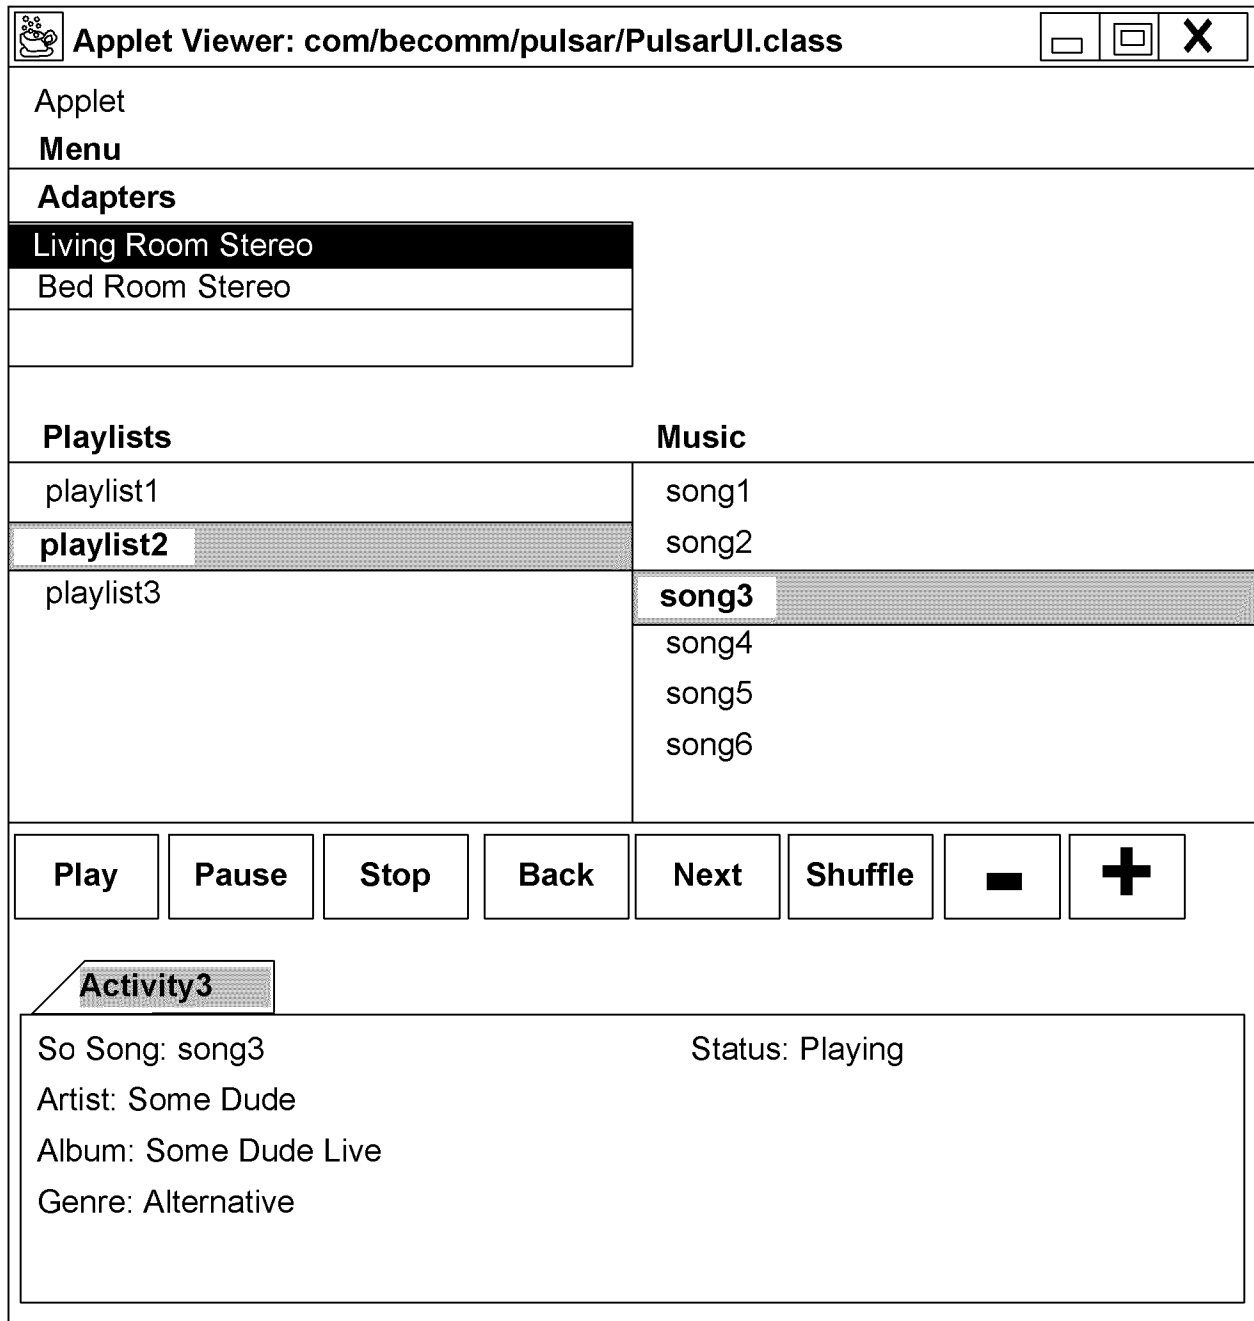 Applet Viewer: com/becomm/pulsar/PulsarUI.class X
Applet
Menu
Adapters
Living Room Stereo
Bed Room Stereo
Playlists Music
playlist1 song1
playlist2 song2
playlist3 song3
song4
song5
song6
Play Pause Stop Back Next Shuffle - +
Activity3
So Song: song3 Status: Playing
Artist: Some Dude
Album: Some Dude Live
Genre: Alternative